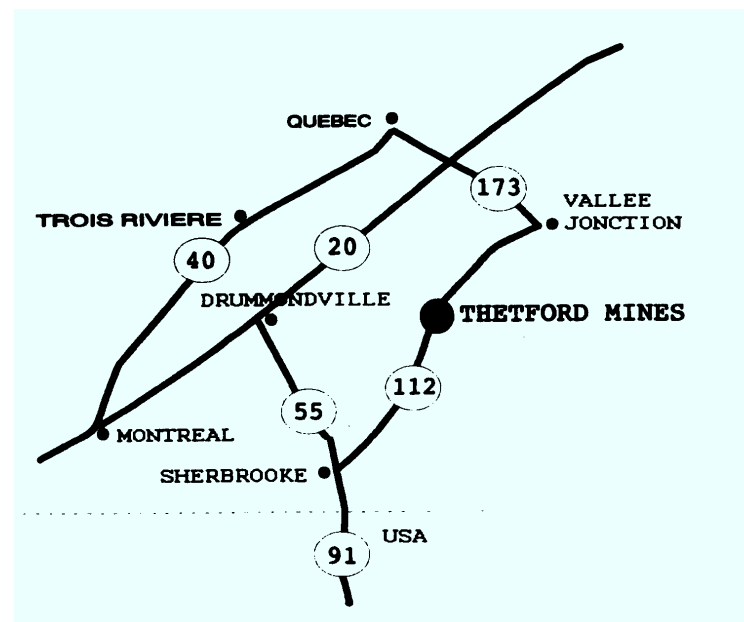 QUEBEC
173
VALLEE
JONCTION
TROIS RIVIERE
20
40
DRUMMONDVILLE
THETFORD MINES
112
55
MONTREAL
SHERBROOKE
USA
91